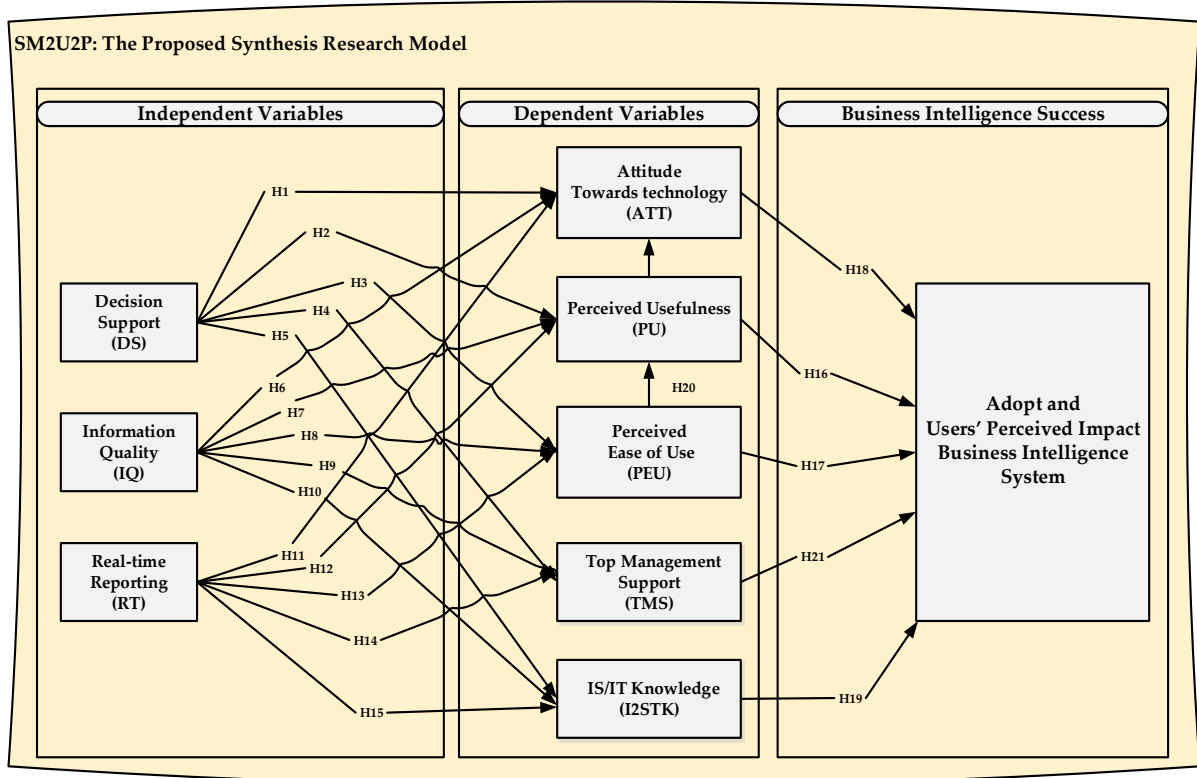 SM2U2P: The Proposed Synthesis Research Model
Independent Variables
Dependent Variables
Business Intelligence Success
Decision
Support
(DS)
Information
Quality
(IQ)
Real-time
Reporting
(RT)
H1
H2
H3
H4
H5
H6
H7
H8
H9
H10
H11
H12
H13
H14
H15
Attitude
Towards technology
(ATT)
Perceived Usefulness
(PU)
H20
Perceived
Ease of Use
(PEU)
Top Management
Support
(TMS)
IS/IT Knowledge
(I2STK)
H18
H16
H17
H21
H19
Adopt and
Users' Perceived Impact
Business Intelligence
System